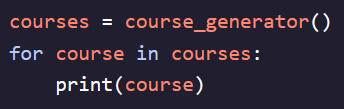 courses = course_generator()
for course in courses:
    print(course)